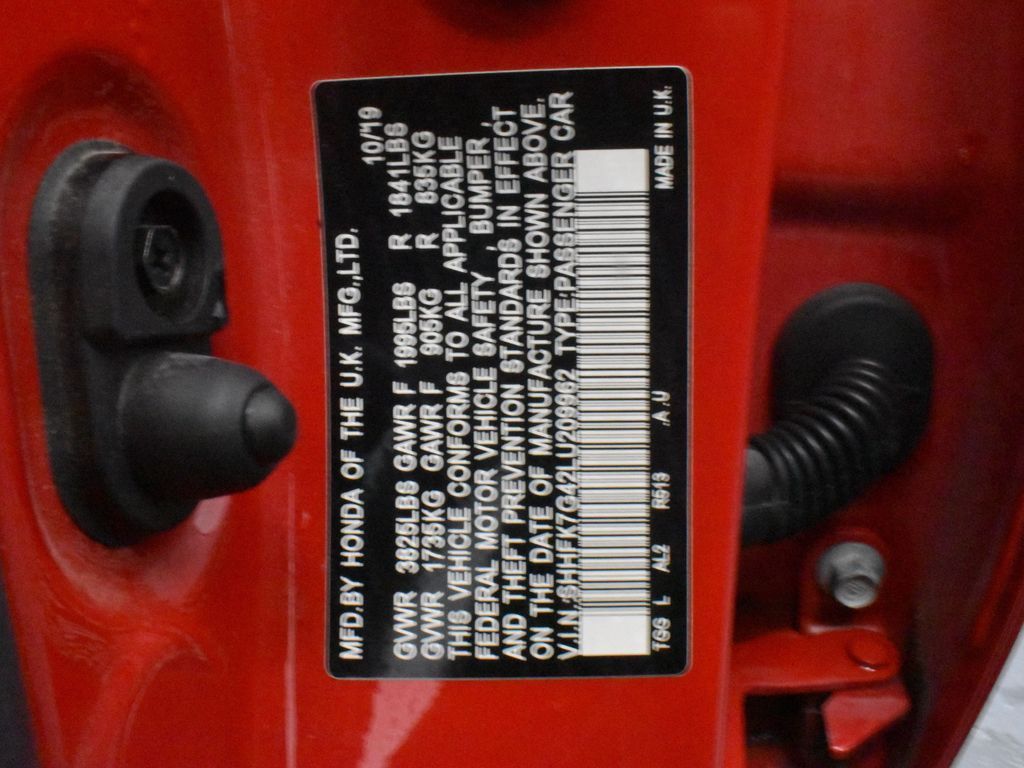 MFD.BY HONDA OF THE U.K. MFG.,LTD. 10/19
GVWR 3825LBS GAWR F 1995LBS R 1841LBS
GVWR 1735KG GAWR F 905KG R 835KG
THIS VEHICLE CONFORMS TO ALL APPLICABLE
FEDERAL MOTOR VEHICLE SAFETY , BUMPER ,
AND THEFT PREVENTION STANDARDS IN EFFECT
ON THE DATE OF MANUFACTURE SHOWN ABOVE.
V.I.N.:SHHFK7G42LU209962 TYPE:PASSENGER CAR
TGS L AL2 R513 .A.U MADE IN U.K.